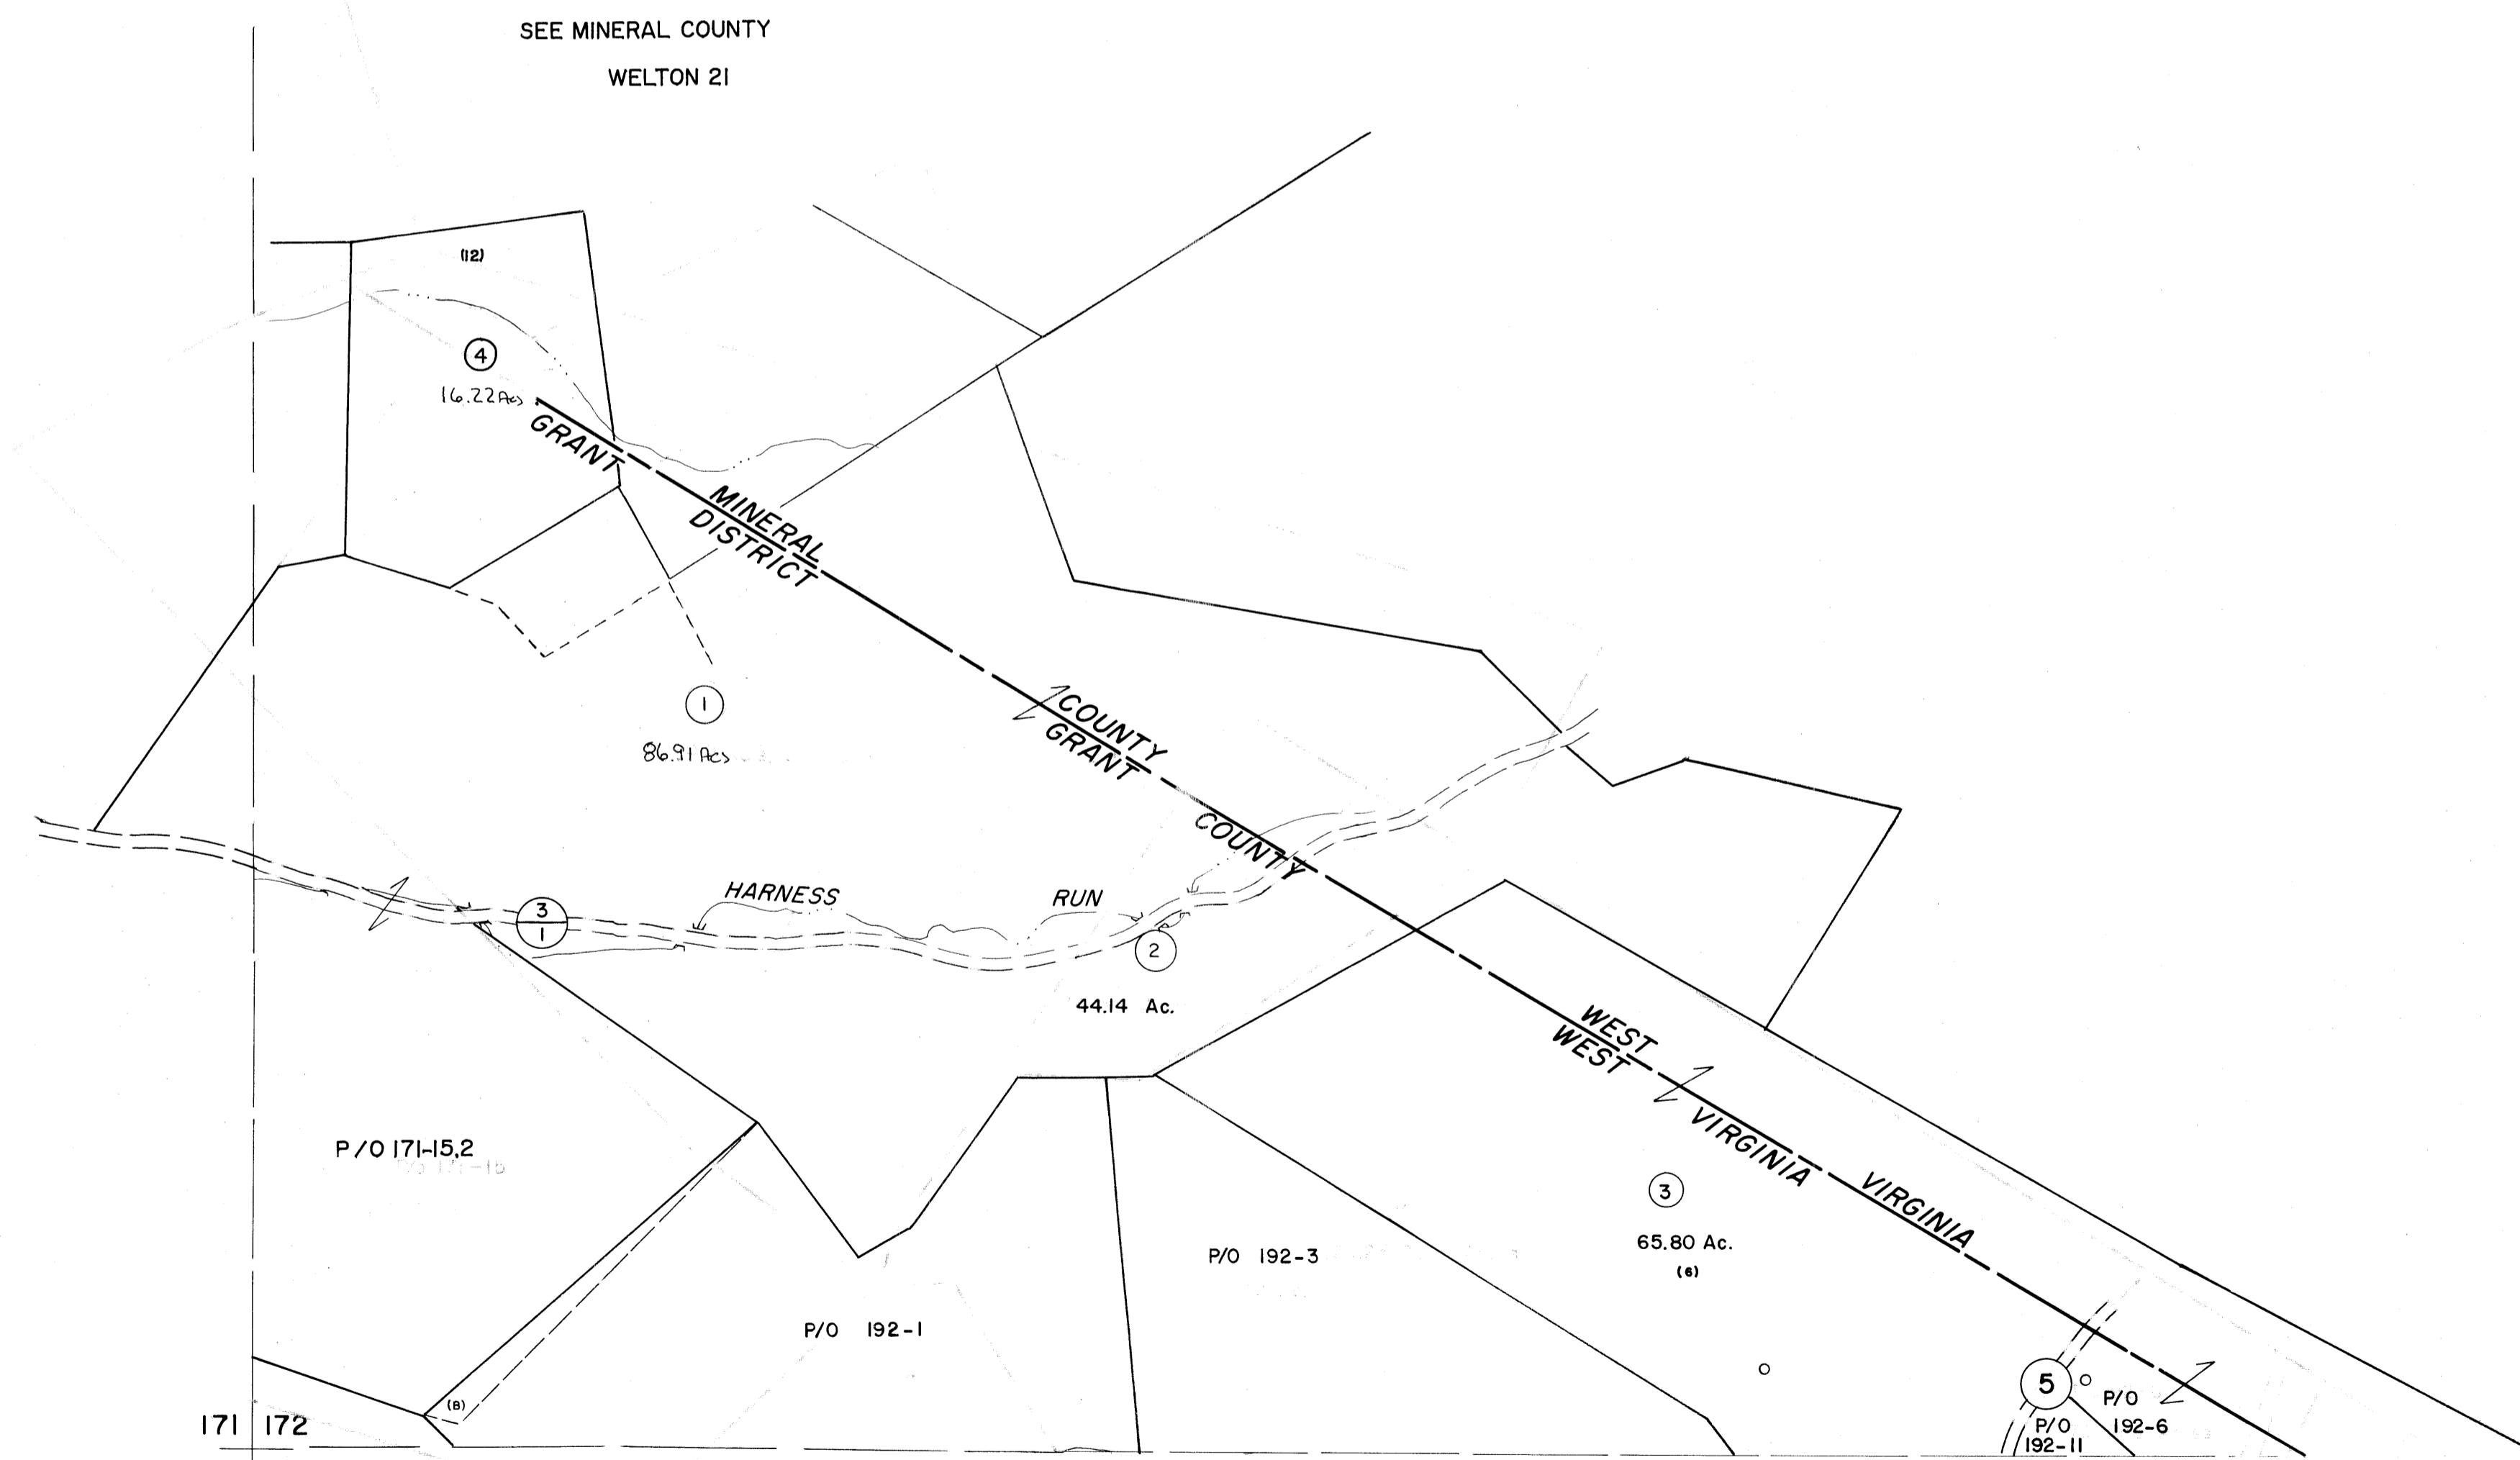 SEE MINERAL COUNTY
WELTON 21
(12)
4
16.22 Acs
GRANT
MINERAL
DISTRICT
1
86.91 Acs
COUNTY
GRANT
COUNTY
HARNESS RUN
3
1
2
44.14 Ac.
WEST
WEST
VIRGINIA
VIRGINIA
P/O 171-15.2
3
65.80 Ac.
(6)
P/O 192-3
P/O 192-1
(B)
5
P/O
192-6
P/O
192-11
171 172